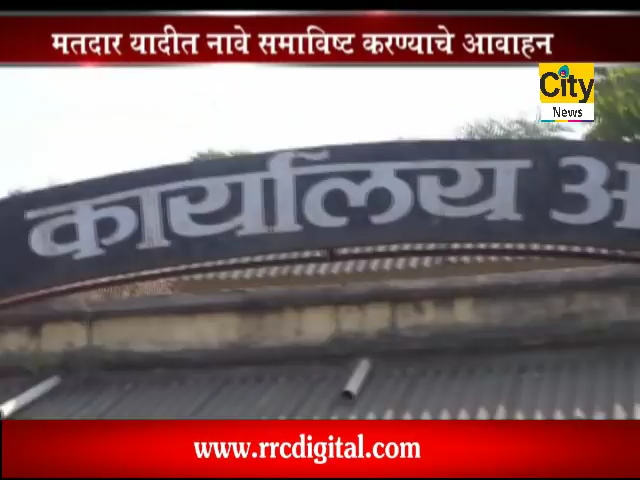 मतदार यादीत नावे समाविष्ट करण्याचे आवाहन
City
News
कार्यालय अ
www.rrcdigital.com